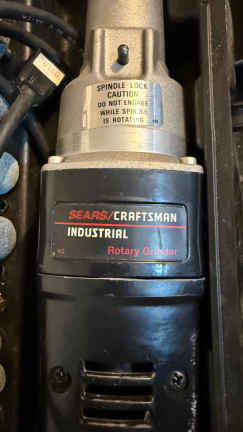 SPINDLE LOCK
CAUTION
DO NOT ENGAGE
WHILE SPINDLE
IS ROTATING
SEARS/CRAFTSMAN
INDUSTRIAL
Rotary Grinder